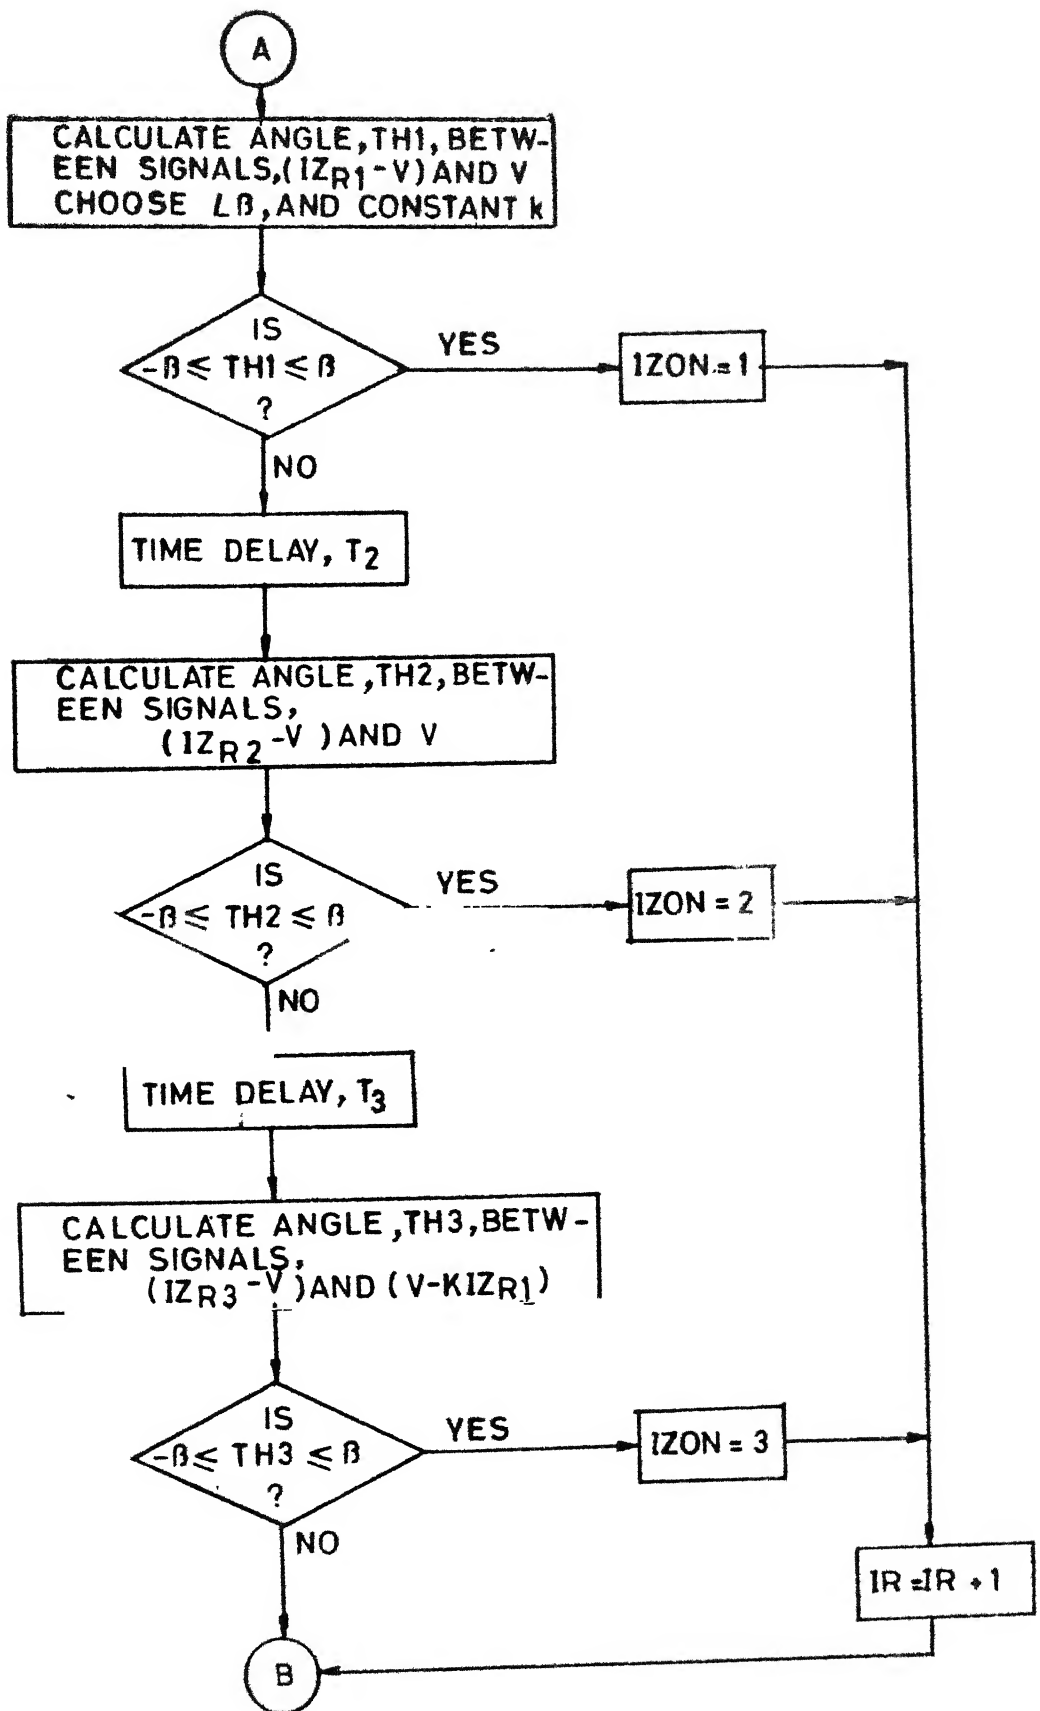 A
CALCULATE ANGLE, TH1, BETW-
EEN SIGNALS, (IZR1-V) AND V
CHOOSE Lβ, AND CONSTANT k
IS
-β ≤ TH1 ≤ β
?
YES
IZON = 1
NO
TIME DELAY, T2
CALCULATE ANGLE, TH2, BETW-
EEN SIGNALS,
(IZR2-V) AND V
IS
-β ≤ TH2 ≤ β
?
YES
IZON = 2
NO
TIME DELAY, T3
CALCULATE ANGLE, TH3, BETW-
EEN SIGNALS,
(IZR3-V) AND (V-KIZR1)
IS
-β ≤ TH3 ≤ β
?
YES
IZON = 3
NO
IR = IR + 1
B